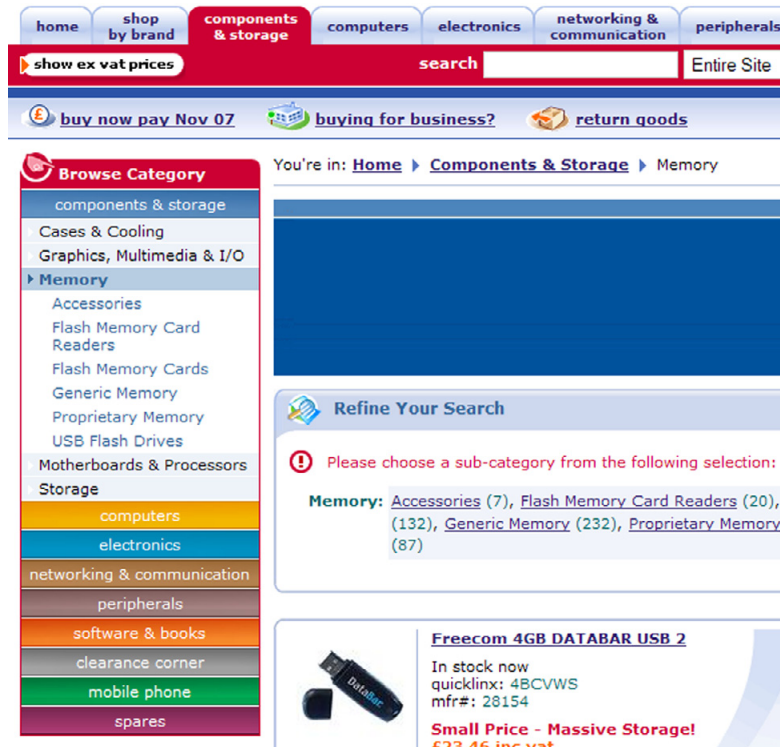 home
shop by brand
components & storage
computers
electronics
networking & communication
peripherals
show ex vat prices
search
Entire Site
buy now pay Nov 07
buying for business?
return goods
Browse Category
You're in: Home Components & Storage Memory
components & storage
Cases & Cooling
Graphics, Multimedia & I/O
Memory
Accessories
Flash Memory Card
Readers
Flash Memory Cards
Generic Memory
Proprietary Memory
USB Flash Drives
Motherboards & Processors
Storage
computers
electronics
networking & communication
peripherals
software & books
clearance corner
mobile phone
spares
Refine Your Search
Please choose a sub-category from the following selection:
Memory: Accessories (7), Flash Memory Card Readers (20),
(132), Generic Memory (232), Proprietary Memory
(87)
DataBar
Freecom 4GB DATABAR USB 2
In stock now
quicklinx: 4BCVWS
mfr#: 28154
Small Price - Massive Storage!
£23.46 inc vat